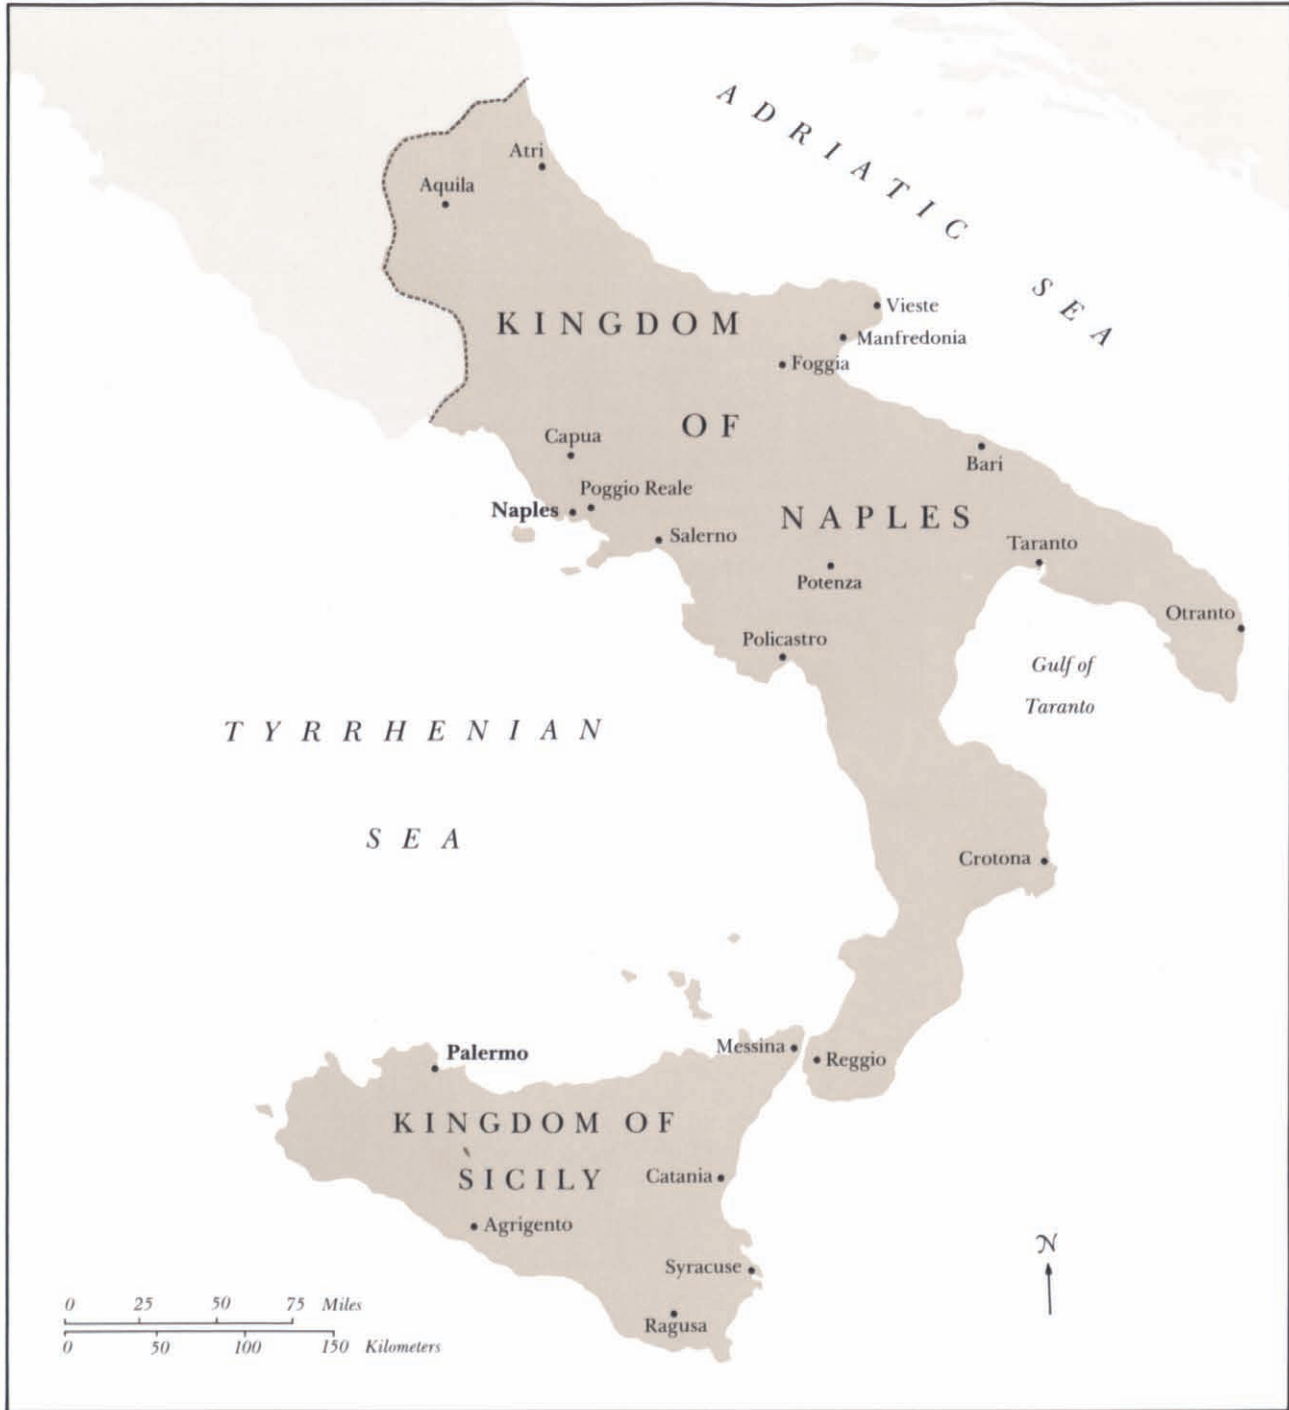 ADRIATIC SEA
Atri
Aquila
Vieste
KINGDOM
Manfredonia
Foggia
OF
Capua
Bari
Poggio Reale
Naples
NAPLES
Salerno
Taranto
Potenza
Otranto
Policastro
Gulf of
Taranto
TYRRHENIAN
SEA
Crotona
Messina
Palermo
Reggio
KINGDOM OF
SICILY
Catania
Agrigento
N
Syracuse
0 25 50 75 Miles
Ragusa
0 50 100 150 Kilometers